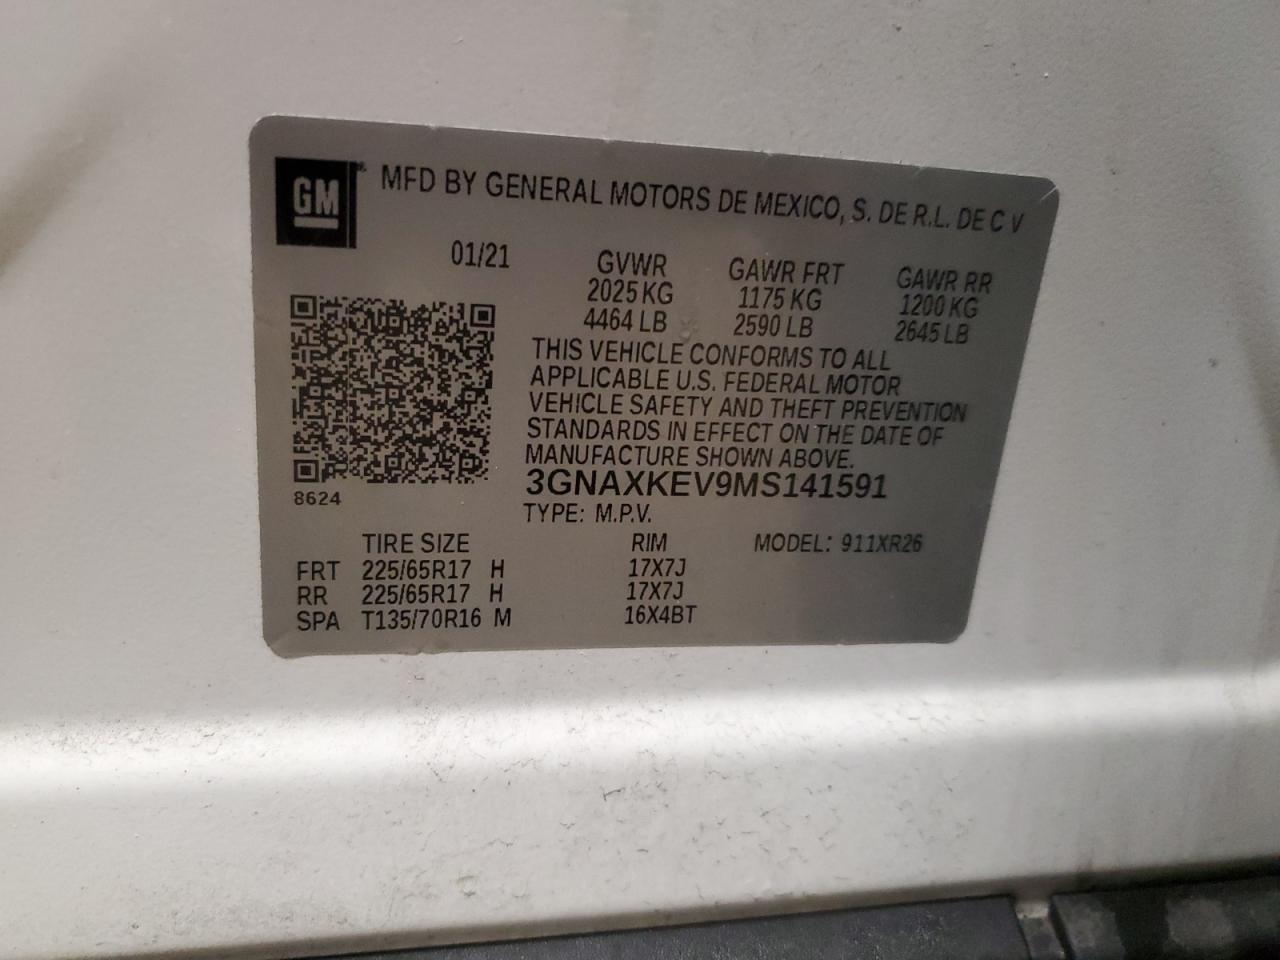 GM® MFD BY GENERAL MOTORS DE MEXICO, S. DE R.L. DE C V
01/21 GVWR GAWR FRT GAWR RR
2025 KG 1175 KG 1200 KG
4464 LB 2590 LB 2645 LB
THIS VEHICLE CONFORMS TO ALL
APPLICABLE U.S. FEDERAL MOTOR
VEHICLE SAFETY AND THEFT PREVENTION
STANDARDS IN EFFECT ON THE DATE OF
MANUFACTURE SHOWN ABOVE.
3GNAXKEV9MS141591
8624
TYPE: M.P.V.
TIRE SIZE RIM MODEL: 911XR26
FRT 225/65R17 H 17X7J
RR 225/65R17 H 17X7J
SPA T135/70R16 M 16X4BT